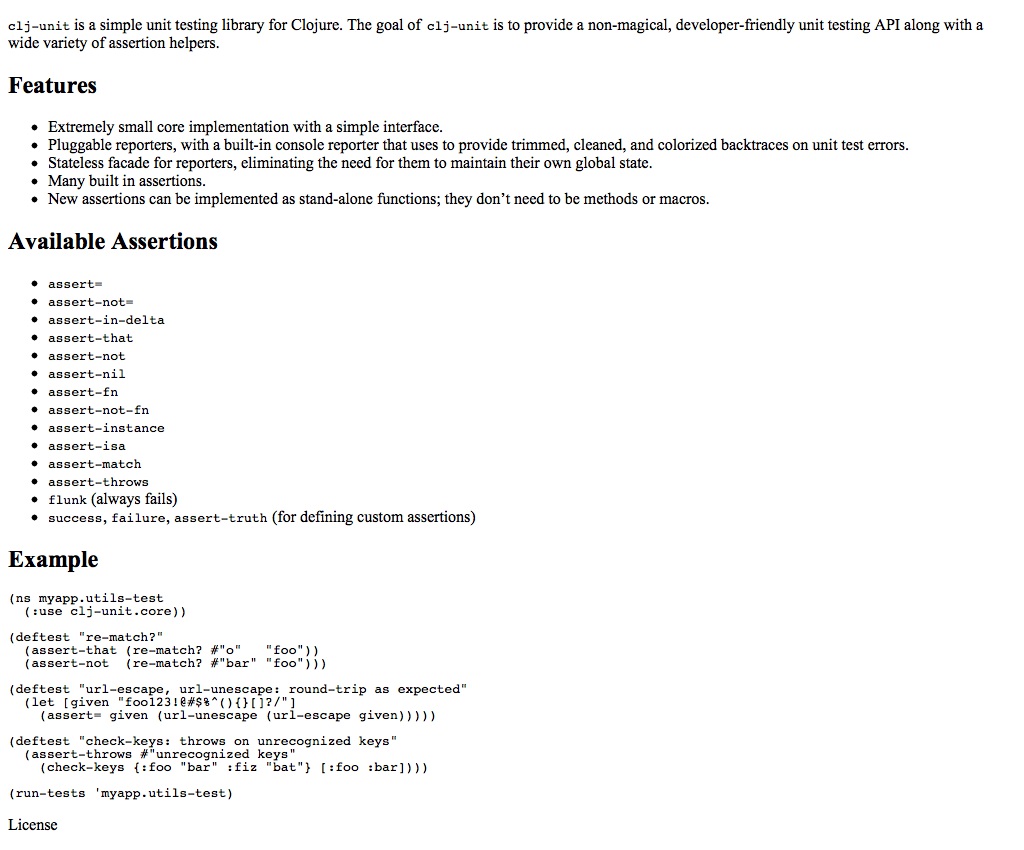 clj-unit is a simple unit testing library for Clojure. The goal of clj-unit is to provide a non-magical, developer-friendly unit testing API along with a
wide variety of assertion helpers.
Features
• Extremely small core implementation with a simple interface.
• Pluggable reporters, with a built-in console reporter that uses to provide trimmed, cleaned, and colorized backtraces on unit test errors.
• Stateless facade for reporters, eliminating the need for them to maintain their own global state.
• Many built in assertions.
• New assertions can be implemented as stand-alone functions; they don’t need to be methods or macros.
Available Assertions
• assert=
• assert-not=
• assert-in-delta
• assert-that
• assert-not
• assert-nil
• assert-fn
• assert-not-fn
• assert-instance
• assert-isa
• assert-match
• assert-throws
• flunk (always fails)
• success, failure, assert-truth (for defining custom assertions)
Example
(ns myapp.utils-test
  (:use clj-unit.core))
(deftest "re-match?"
  (assert-that (re-match? #"o"   "foo"))
  (assert-not  (re-match? #"bar" "foo")))
(deftest "url-escape, url-unescape: round-trip as expected"
  (let [given "foo123!@#$%^(){}[]?/"]
    (assert= given (url-unescape (url-escape given)))))
(deftest "check-keys: throws on unrecognized keys"
  (assert-throws #"unrecognized keys"
    (check-keys {:foo "bar" :fiz "bat"} [:foo :bar])))
(run-tests 'myapp.utils-test)
License